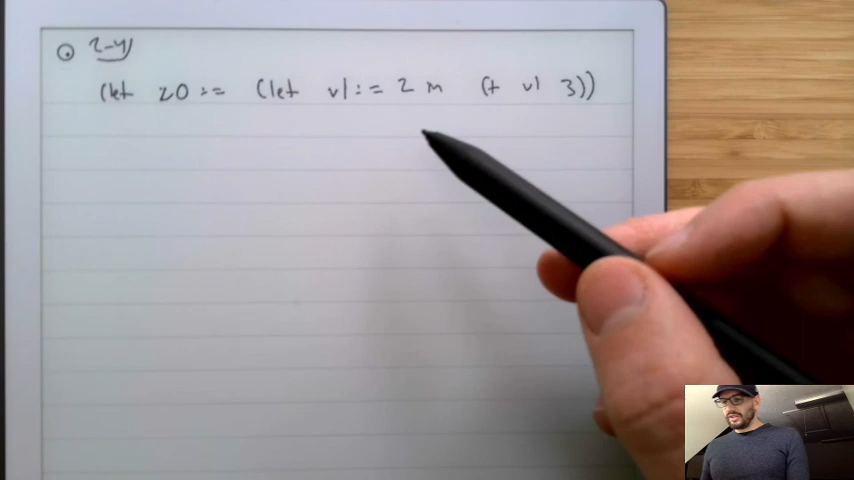 ⊙ 2-4)
(let z0 := (let v1 := 2 in (+ v1 3))